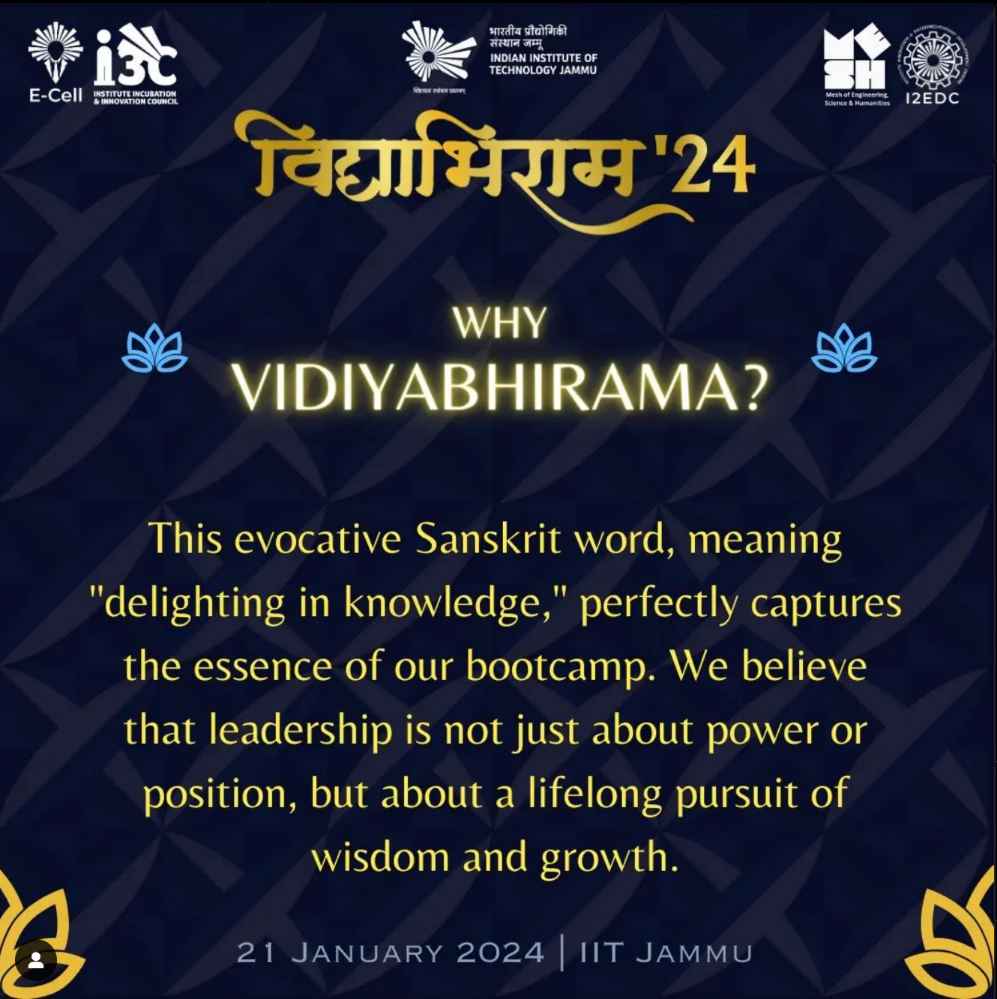 E-Cell
i3C
INSTITUTE INCUBATION
& INNOVATION COUNCIL
भारतीय प्रौद्योगिकी
संस्थान जम्मू
INDIAN INSTITUTE OF
TECHNOLOGY JAMMU
MESH
Mesh of Engineering,
Science & Humanities
I2EDC
विद्याभिराम '24
WHY
VIDIYABHIRAMA?
This evocative Sanskrit word, meaning
"delighting in knowledge," perfectly captures
the essence of our bootcamp. We believe
that leadership is not just about power or
position, but about a lifelong pursuit of
wisdom and growth.
21 JANUARY 2024 | IIT JAMMU